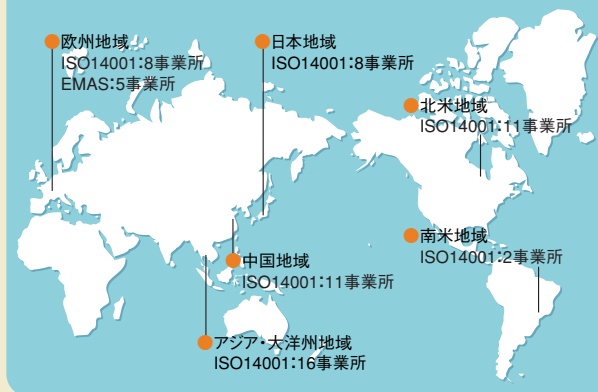 欧州地域
ISO14001：8事業所
EMAS：5事業所
日本地域
ISO14001：8事業所
北米地域
ISO14001：11事業所
南米地域
ISO14001：2事業所
中国地域
ISO14001：11事業所
アジア・大洋州地域
ISO14001：16事業所